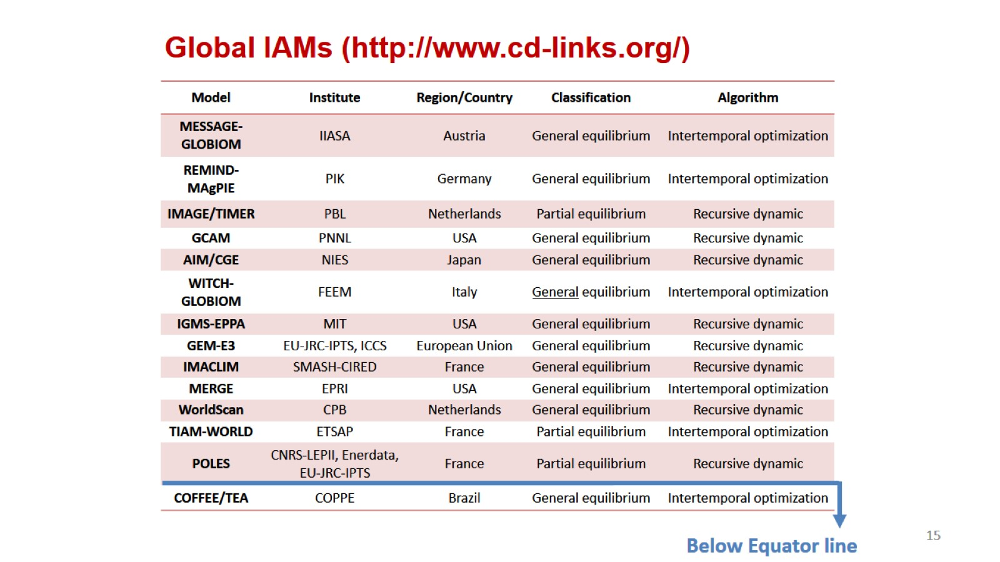 Global IAMs (http://www.cd-links.org/)
Model Institute Region/Country Classification Algorithm
MESSAGE-
GLOBIOM IIASA Austria General equilibrium Intertemporal optimization
REMIND-
MAgPIE PIK Germany General equilibrium Intertemporal optimization
IMAGE/TIMER PBL Netherlands Partial equilibrium Recursive dynamic
GCAM PNNL USA General equilibrium Recursive dynamic
AIM/CGE NIES Japan General equilibrium Recursive dynamic
WITCH-
GLOBIOM FEEM Italy General equilibrium Intertemporal optimization
IGMS-EPPA MIT USA General equilibrium Recursive dynamic
GEM-E3 EU-JRC-IPTS, ICCS European Union General equilibrium Recursive dynamic
IMACLIM SMASH-CIRED France General equilibrium Recursive dynamic
MERGE EPRI USA General equilibrium Intertemporal optimization
WorldScan CPB Netherlands General equilibrium Recursive dynamic
TIAM-WORLD ETSAP France Partial equilibrium Intertemporal optimization
POLES CNRS-LEPII, Enerdata,
EU-JRC-IPTS France Partial equilibrium Recursive dynamic
COFFEE/TEA COPPE Brazil General equilibrium Intertemporal optimization
Below Equator line
15